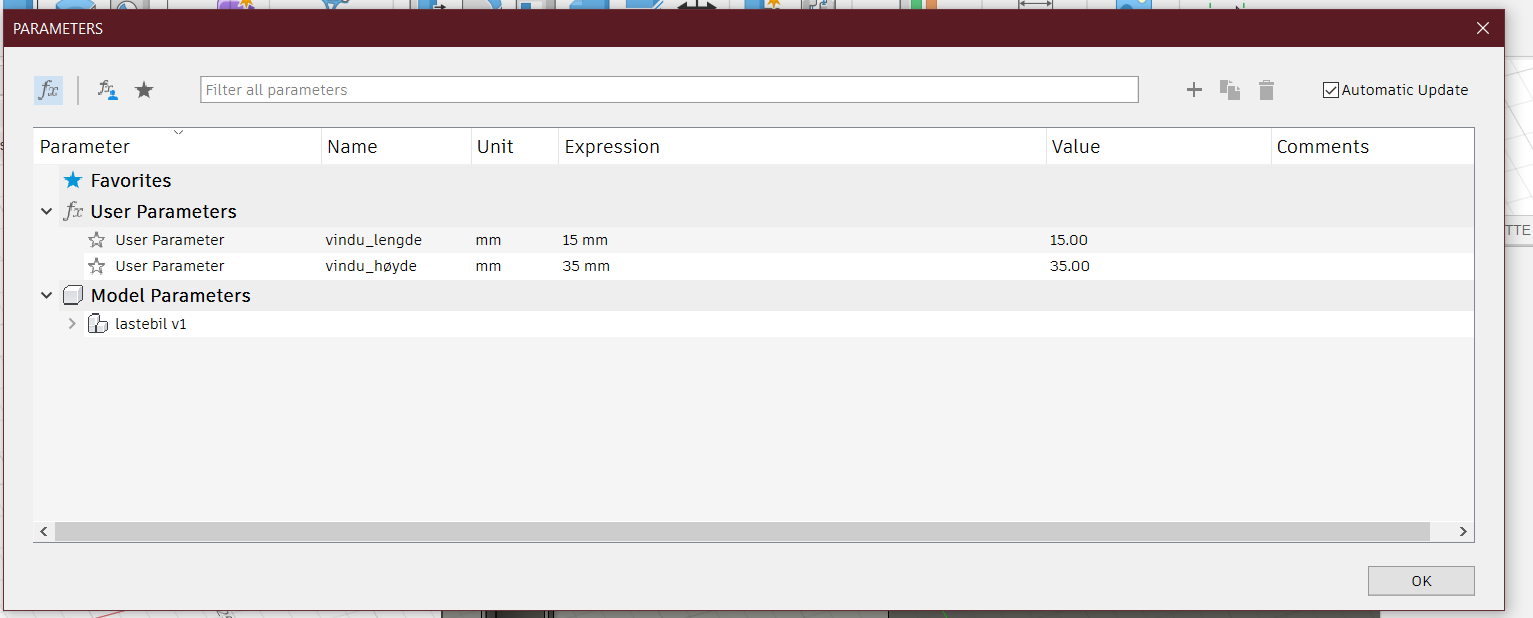 PARAMETERS
fx
fx
Filter all parameters
Automatic Update
Parameter Name Unit Expression Value Comments
Favorites
fx User Parameters
User Parameter vindu_lengde mm 15 mm 15.00
User Parameter vindu_høyde mm 35 mm 35.00
TTE
Model Parameters
lastebil v1
OK